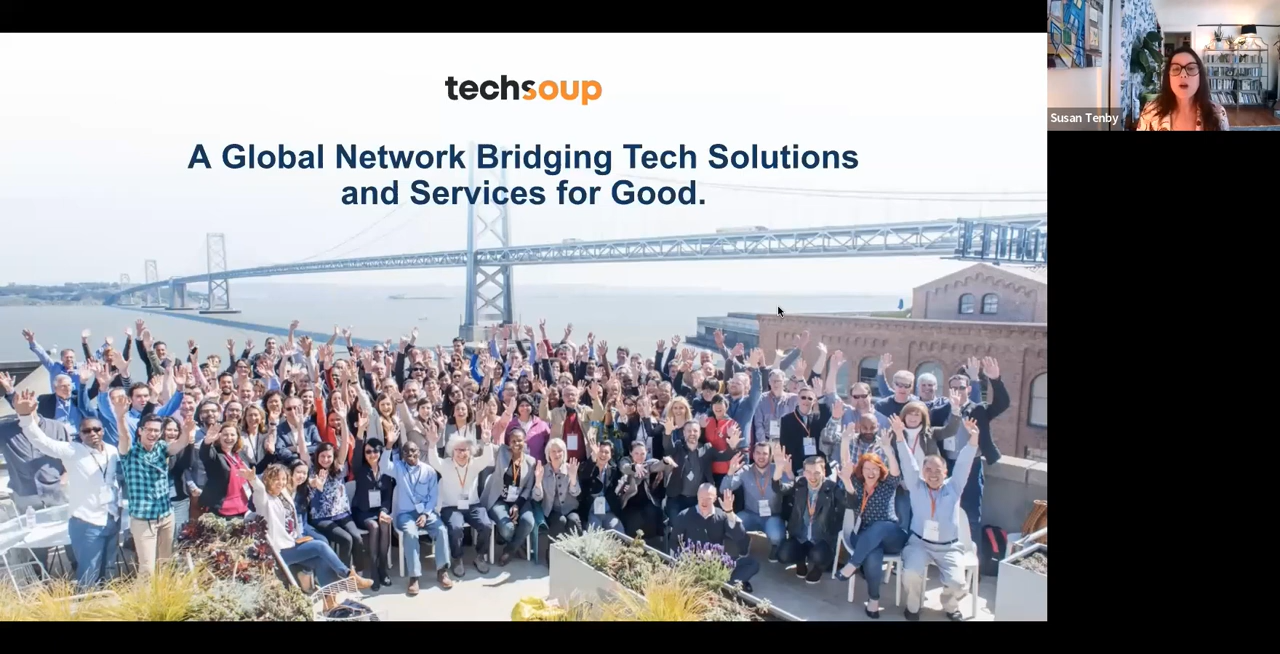 techsoup
A Global Network Bridging Tech Solutions
and Services for Good.
Susan Tenby